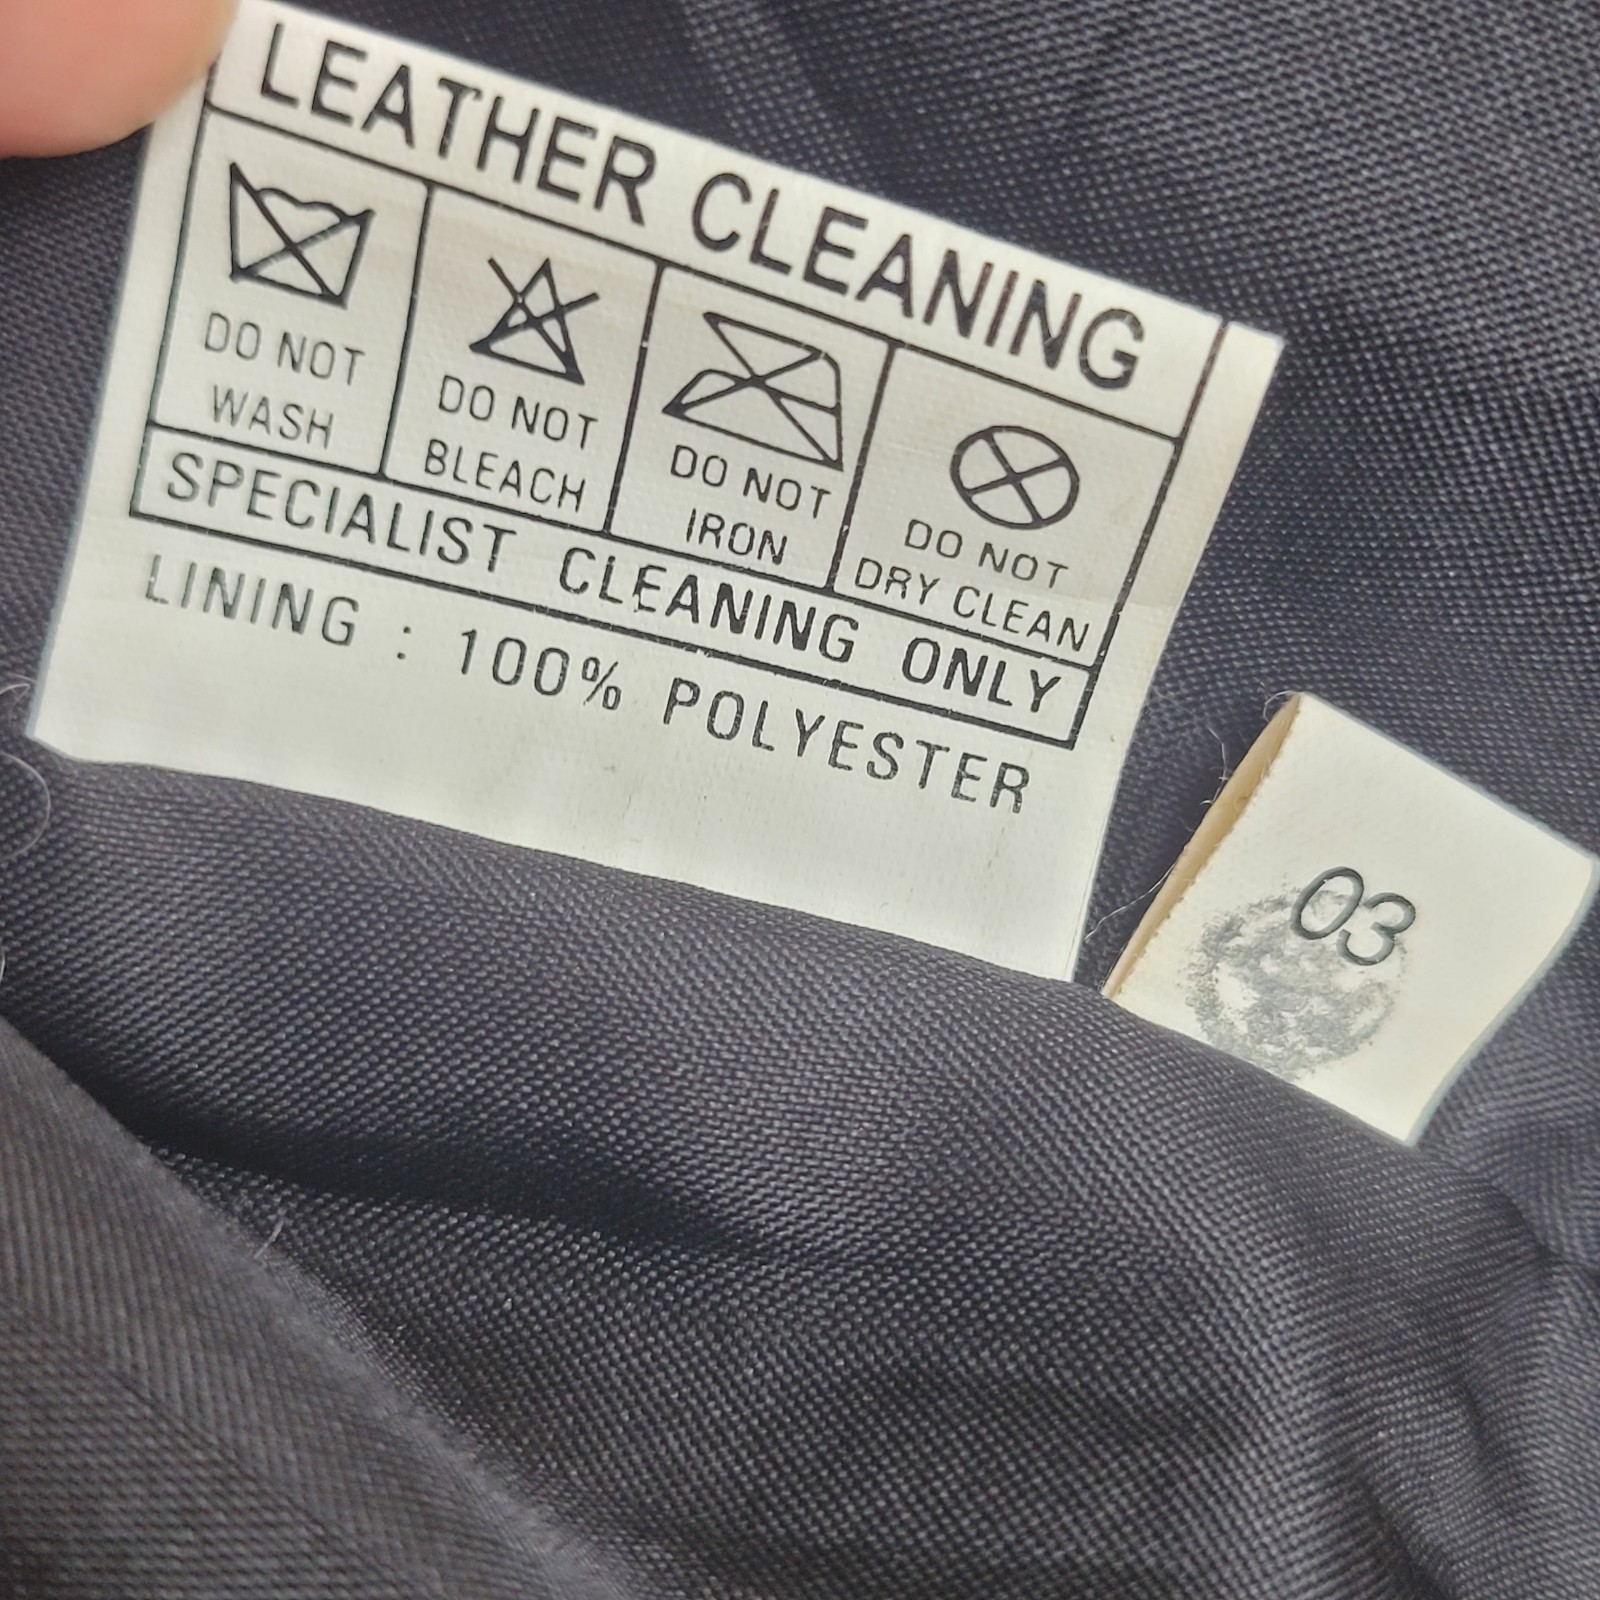 LEATHER CLEANING
DO NOT
WASH
DO NOT
BLEACH
DO NOT
IRON
DO NOT
DRY CLEAN
SPECIALIST CLEANING ONLY
LINING : 100% POLYESTER
03